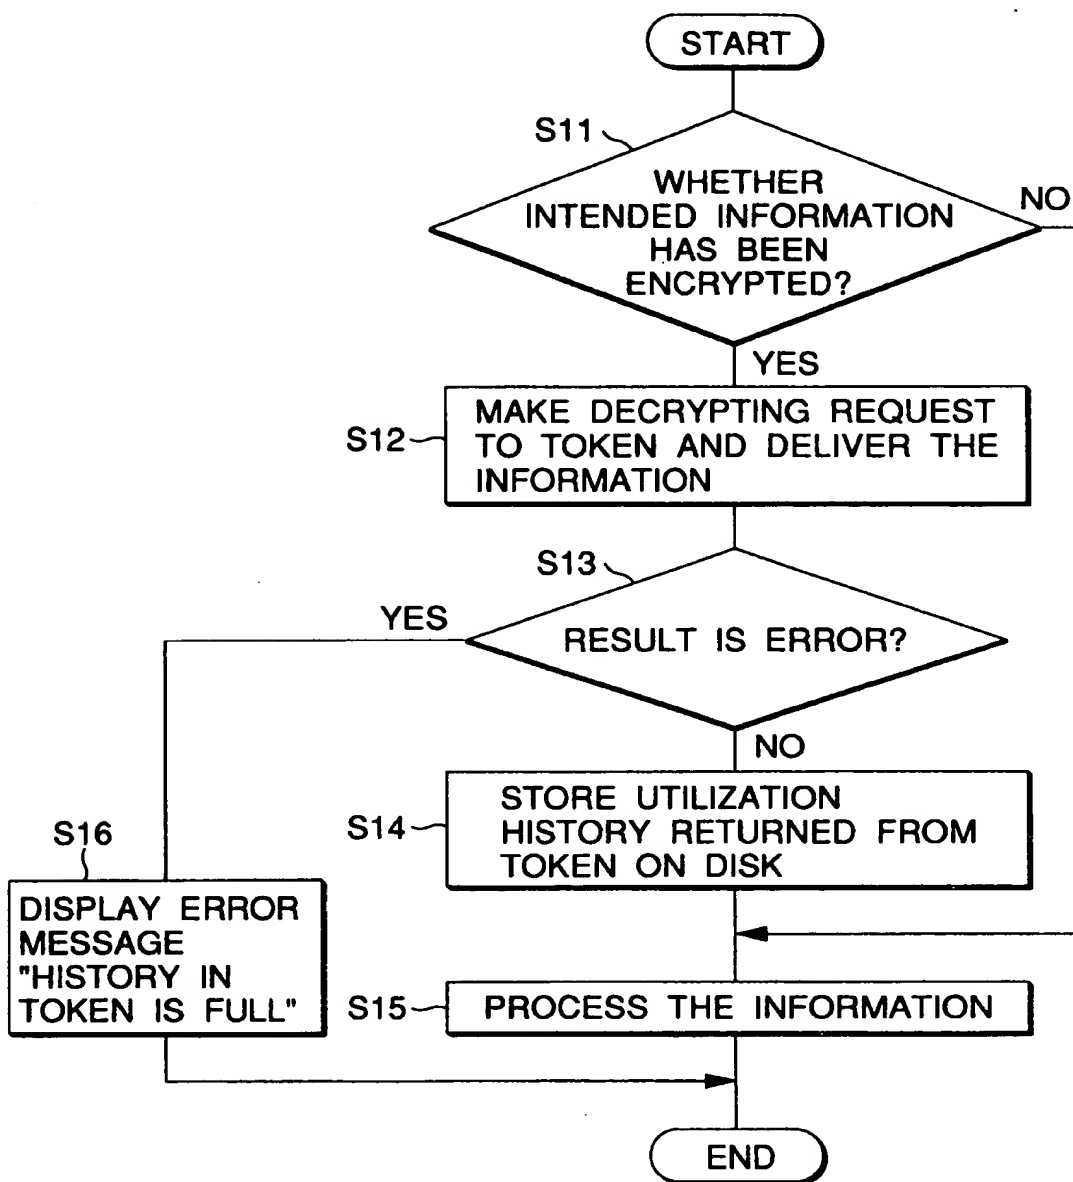 START
S11
WHETHER
INTENDED INFORMATION
HAS BEEN
ENCRYPTED?
NO
YES
S12
MAKE DECRYPTING REQUEST
TO TOKEN AND DELIVER THE
INFORMATION
S13
YES
RESULT IS ERROR?
NO
S14
STORE UTILIZATION
HISTORY RETURNED FROM
TOKEN ON DISK
S16
DISPLAY ERROR
MESSAGE
"HISTORY IN
TOKEN IS FULL"
S15
PROCESS THE INFORMATION
END